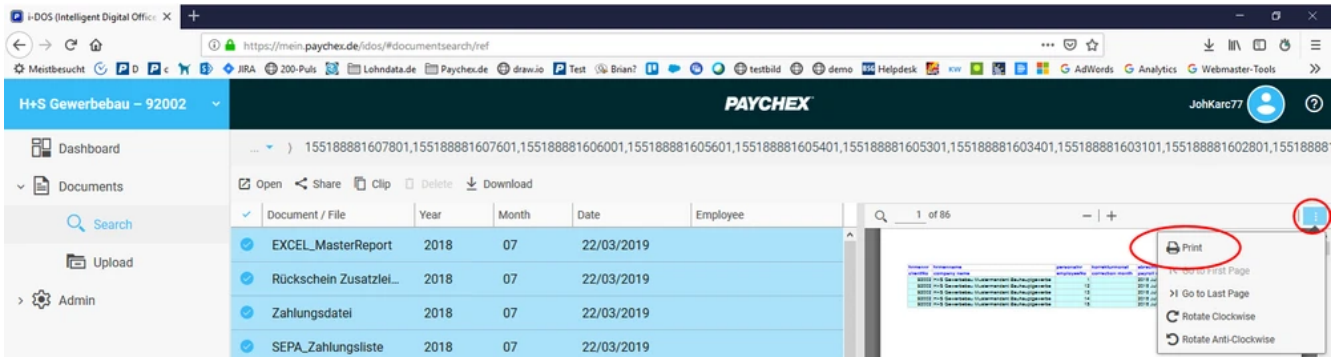 i-DOS (Intelligent Digital Office
https://mein.paychex.de/idos/#documentsearch/ref
Meistbesucht P D P c JIRA 200-Puls Lohndata.de Paychex.de draw.io Test Brian? testbild demo Helpdesk KW AdWords Analytics Webmaster-Tools
H+S Gewerbebau – 92002
PAYCHEX
JohKarc77
Dashboard
... 155188881607801,155188881607601,155188881606001,155188881605601,155188881605401,155188881605301,155188881603401,155188881603101,155188881602801,15518888
Documents
Open Share Clip Delete Download
Document / File Year Month Date Employee
1 of 86
Search
EXCEL_MasterReport 2018 07 22/03/2019
Print
Upload
Rückschein Zusatzlei... 2018 07 22/03/2019
Go to First Page
Go to Last Page
Admin
Zahlungsdatei 2018 07 22/03/2019
Rotate Clockwise
SEPA_Zahlungsliste 2018 07 22/03/2019
Rotate Anti-Clockwise